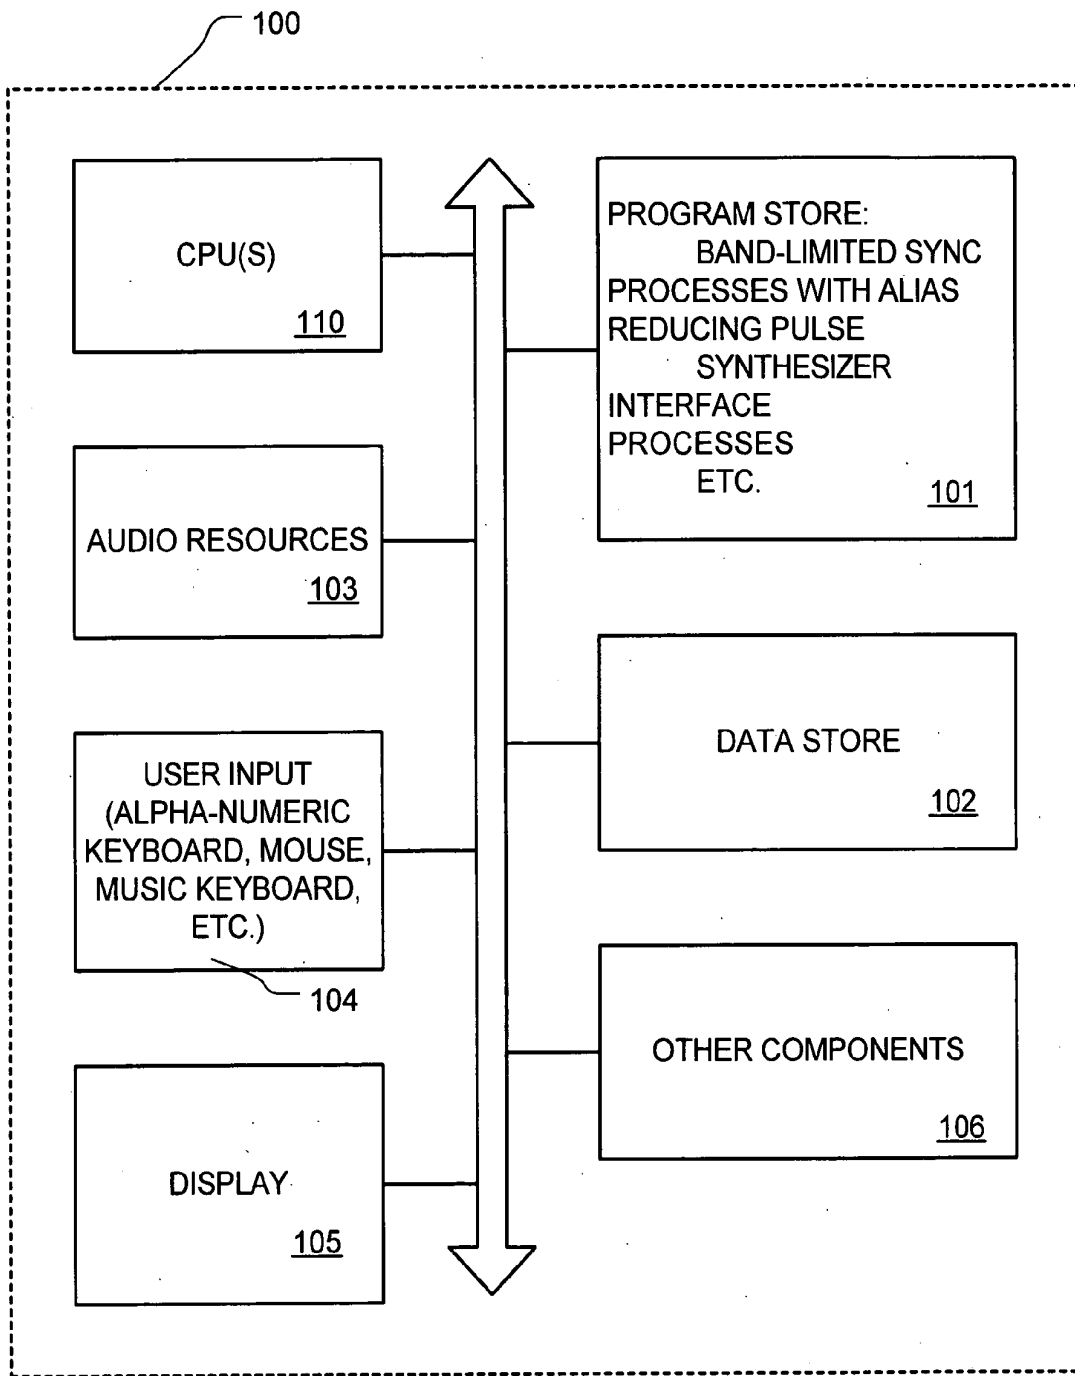 100
CPU(S)
110
AUDIO RESOURCES
103
USER INPUT
(ALPHA-NUMERIC
KEYBOARD, MOUSE,
MUSIC KEYBOARD,
ETC.)
104
DISPLAY
105
PROGRAM STORE:
BAND-LIMITED SYNC
PROCESSES WITH ALIAS
REDUCING PULSE
SYNTHESIZER
INTERFACE
PROCESSES
ETC.
101
DATA STORE
102
OTHER COMPONENTS
106